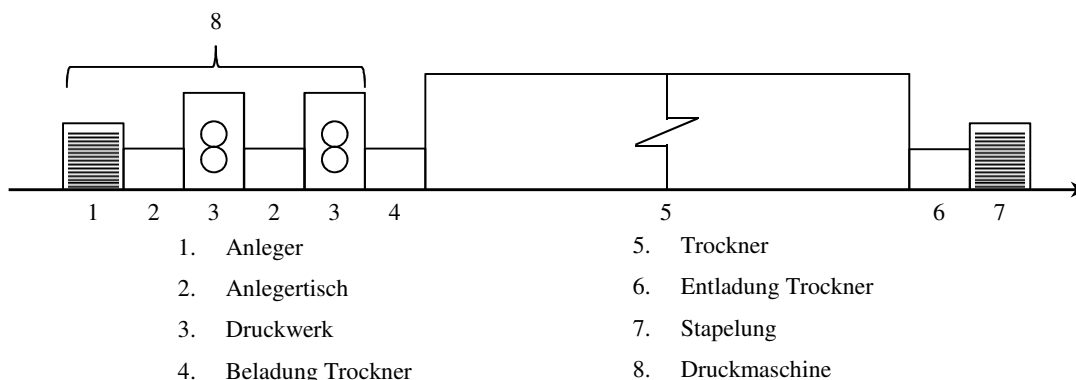 8
1 2 3 2 3 4 5 6 7
1. Anleger
2. Anlegertisch
3. Druckwerk
4. Beladung Trockner
5. Trockner
6. Entladung Trockner
7. Stapelung
8. Druckmaschine